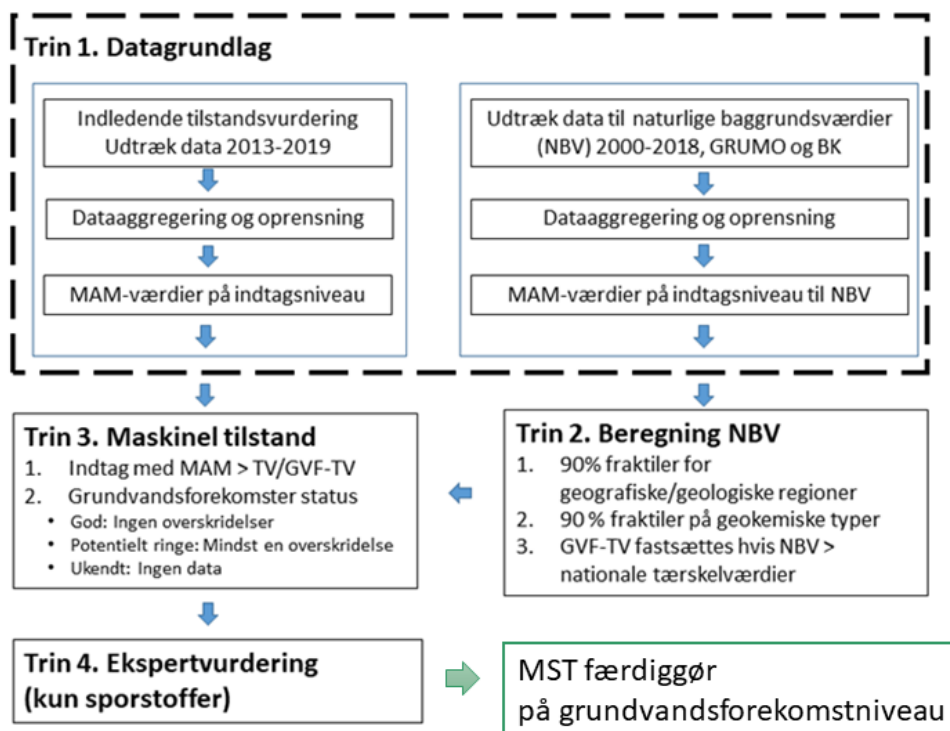 Trin 1. Datagrundlag
Indledende tilstandsvurdering
Udtræk data 2013-2019
Dataaggregering og oprensning
MAM-værdier på indtagsniveau
Udtræk data til naturlige baggrundsværdier
(NBV) 2000-2018, GRUMO og BK
Dataaggregering og oprensning
MAM-værdier på indtagsniveau til NBV
Trin 3. Maskinel tilstand
1. Indtag med MAM > TV/GVF-TV
2. Grundvandsforekomster status
• God: Ingen overskridelser
• Potentielt ringe: Mindst en overskridelse
• Ukendt: Ingen data
Trin 2. Beregning NBV
1. 90% fraktiler for
geografiske/geologiske regioner
2. 90 % fraktiler på geokemiske typer
3. GVF-TV fastsættes hvis NBV >
nationale tærskelværdier
Trin 4. Ekspertvurdering
(kun sporstoffer)
MST færdiggør
på grundvandsforekomstniveau